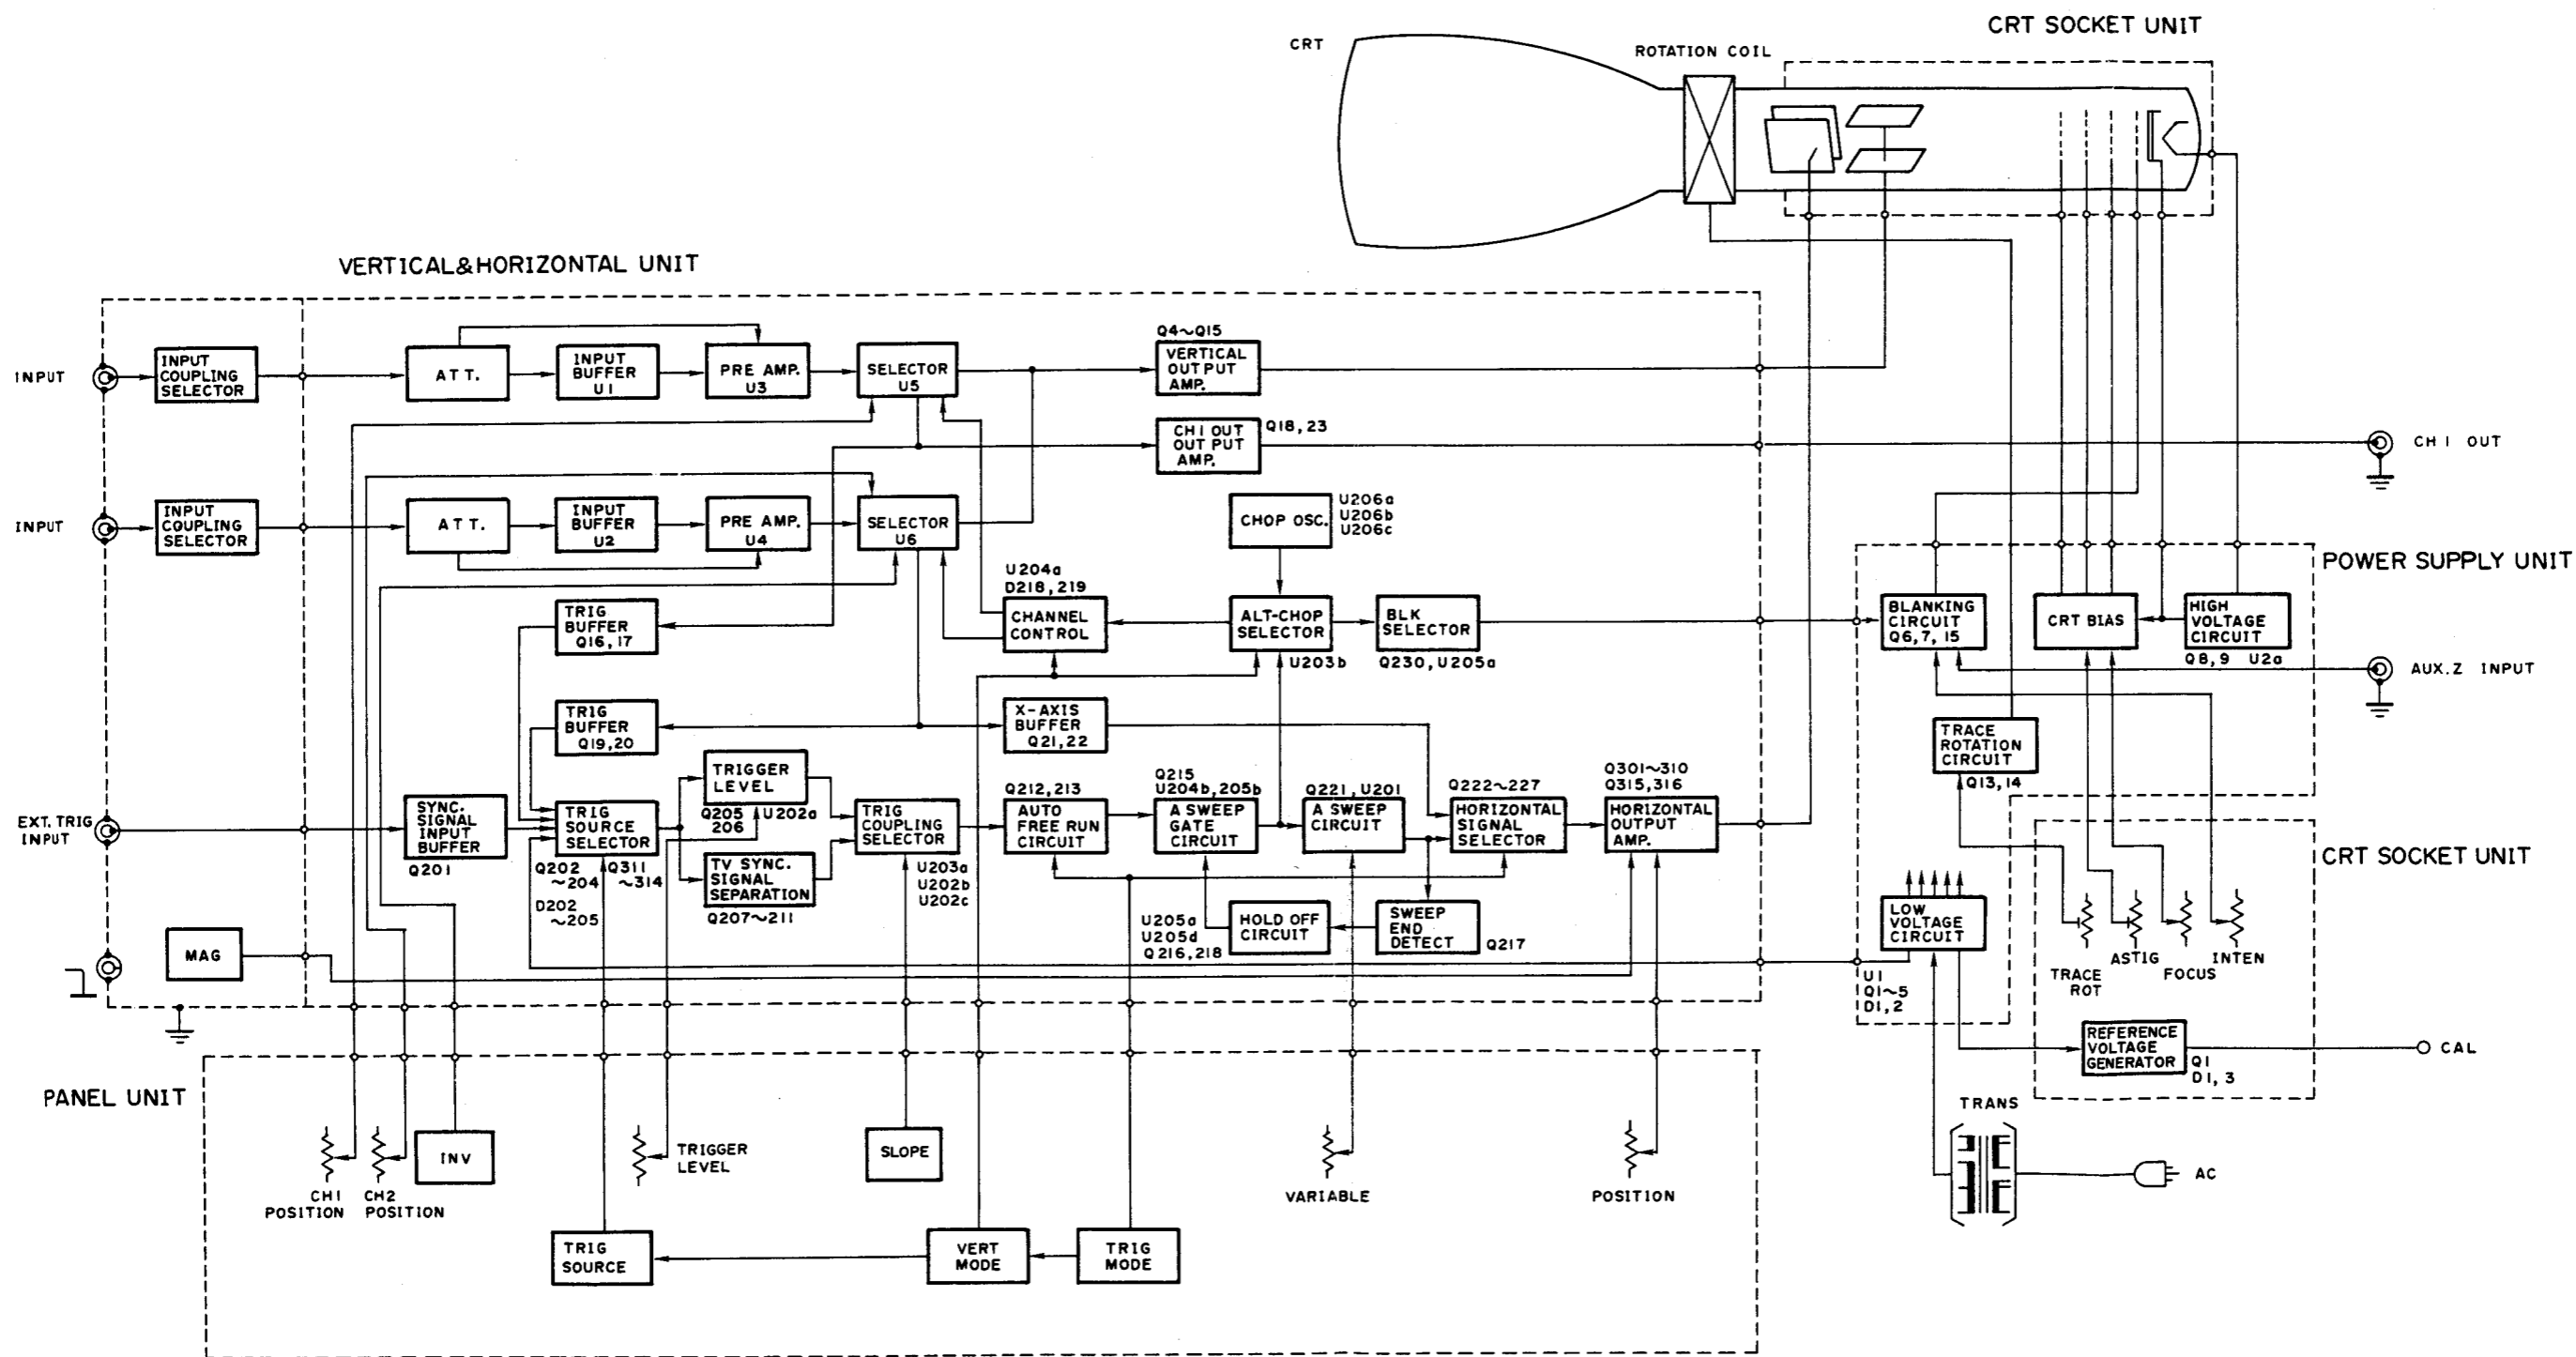 CRT SOCKET UNIT
CRT
ROTATION COIL
VERTICAL&HORIZONTAL UNIT
INPUT
INPUT
COUPLING
SELECTOR
ATT.
INPUT
BUFFER
U1
PRE AMP.
U3
SELECTOR
U5
Q4~Q15
VERTICAL
OUTPUT
AMP.
CH1 OUT
OUTPUT
AMP.
Q18, 23
CH1 OUT
INPUT
INPUT
COUPLING
SELECTOR
ATT.
INPUT
BUFFER
U2
PRE AMP.
U4
SELECTOR
U6
CHOP OSC.
U206a
U206b
U206c
POWER SUPPLY UNIT
U204a
D218, 219
CHANNEL
CONTROL
ALT-CHOP
SELECTOR
U203b
BLK
SELECTOR
Q230, U205a
BLANKING
CIRCUIT
Q6, 7, 15
CRT BIAS
HIGH
VOLTAGE
CIRCUIT
Q8, 9 U2a
AUX. Z INPUT
TRIG
BUFFER
Q16, 17
TRIG
BUFFER
Q19, 20
X-AXIS
BUFFER
Q21, 22
TRACE
ROTATION
CIRCUIT
Q13, 14
EXT. TRIG
INPUT
SYNC.
SIGNAL
INPUT
BUFFER
Q201
TRIG
SOURCE
SELECTOR
Q202
~204
Q311
~314
D202
~205
TRIGGER
LEVEL
Q205
206
U202a
TV SYNC.
SIGNAL
SEPARATION
Q207~211
TRIG
COUPLING
SELECTOR
U203a
U202b
U202c
Q212, 213
AUTO
FREE RUN
CIRCUIT
Q215
U204b, 205b
A SWEEP
GATE
CIRCUIT
Q221, U201
A SWEEP
CIRCUIT
Q222~227
HORIZONTAL
SIGNAL
SELECTOR
Q301~310
Q315, 316
HORIZONTAL
OUTPUT
AMP.
CRT SOCKET UNIT
U205a
U205d
Q216, 218
HOLD OFF
CIRCUIT
SWEEP
END
DETECT
Q217
LOW
VOLTAGE
CIRCUIT
U1
Q1~5
D1, 2
TRACE
ROT
ASTIG
FOCUS
INTEN
MAG
REFERENCE
VOLTAGE
GENERATOR
Q1
D1, 3
CAL
PANEL UNIT
CH1
POSITION
CH2
POSITION
INV
TRIGGER
LEVEL
SLOPE
VARIABLE
POSITION
TRANS
AC
TRIG
SOURCE
VERT
MODE
TRIG
MODE